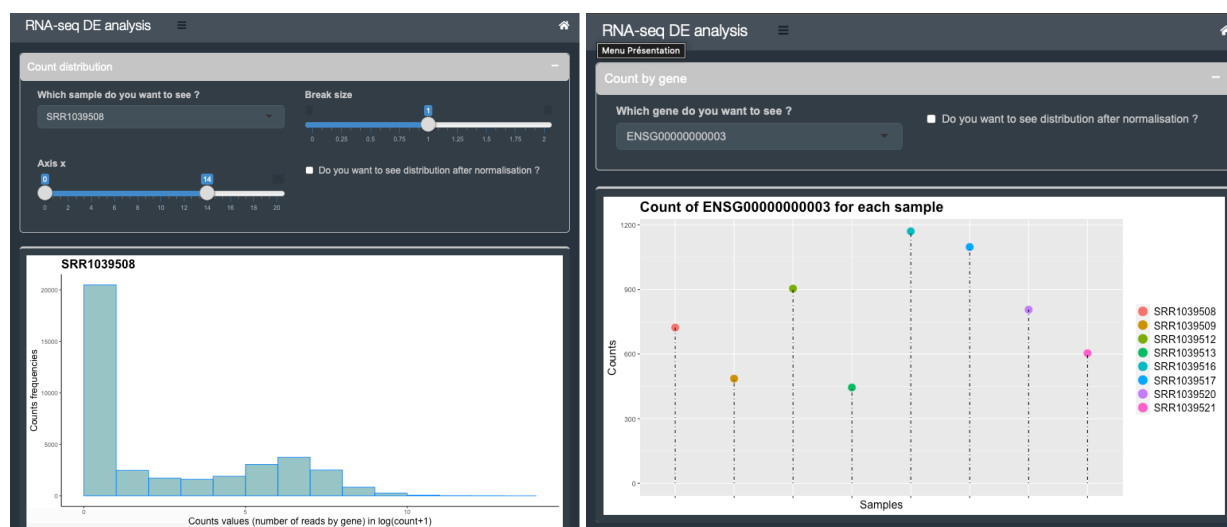 RNA-seq DE analysis
Count distribution
Which sample do you want to see ?
SRR1039508
Break size
1
0 0.25 0.5 0.75 1 1.25 1.5 1.75 2
Axis x
0 14
0 2 4 6 8 10 12 14 16 18 20
Do you want to see distribution after normalisation ?
SRR1039508
Counts frequencies
20000
15000
10000
5000
0
0 5 10
Counts values (number of reads by gene) in log(count+1)
RNA-seq DE analysis
Menu Présentation
Count by gene
Which gene do you want to see ?
ENSG00000000003
Do you want to see distribution after normalisation ?
Count of ENSG00000000003 for each sample
Counts
1200
900
600
300
0
Samples
SRR1039508
SRR1039509
SRR1039512
SRR1039513
SRR1039516
SRR1039517
SRR1039520
SRR1039521